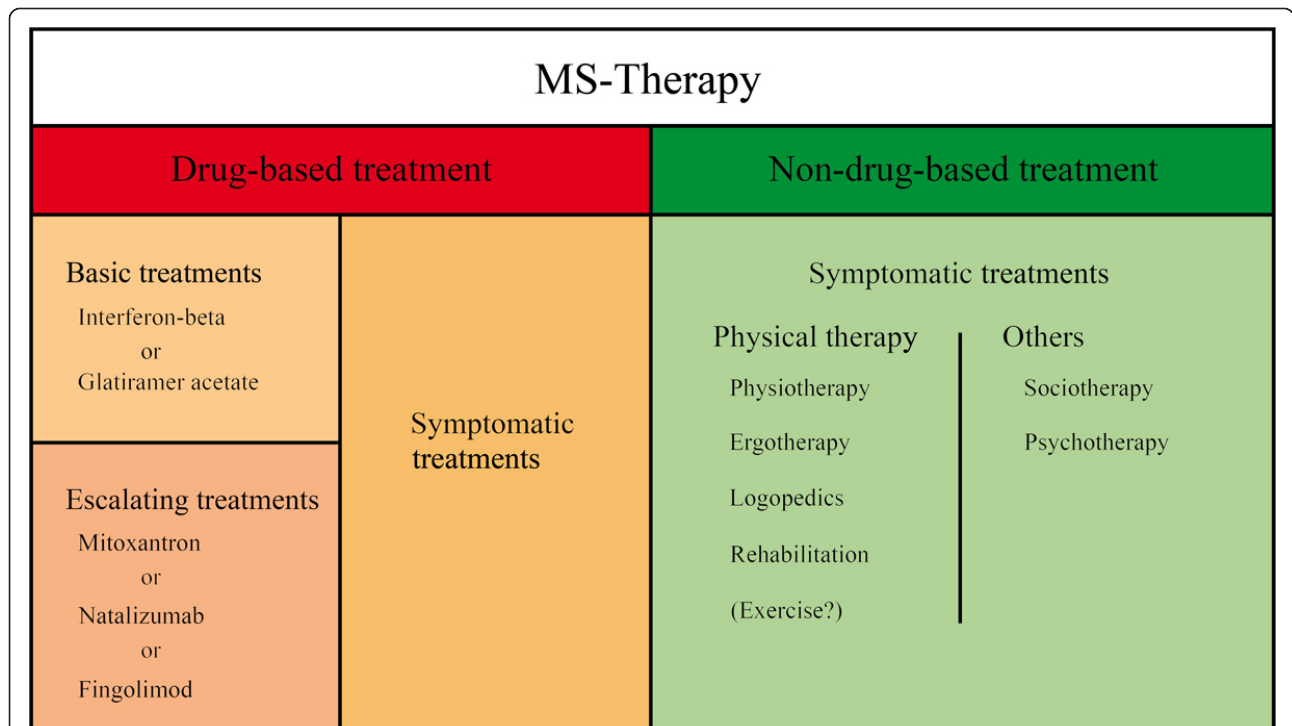 MS-Therapy
Drug-based treatment
Non-drug-based treatment
Basic treatments
Interferon-beta
or
Glatiramer acetate
Escalating treatments
Mitoxantron
or
Natalizumab
or
Fingolimod
Symptomatic
treatments
Symptomatic treatments
Physical therapy
Physiotherapy
Ergotherapy
Logopedics
Rehabilitation
(Exercise?)
Others
Sociotherapy
Psychotherapy